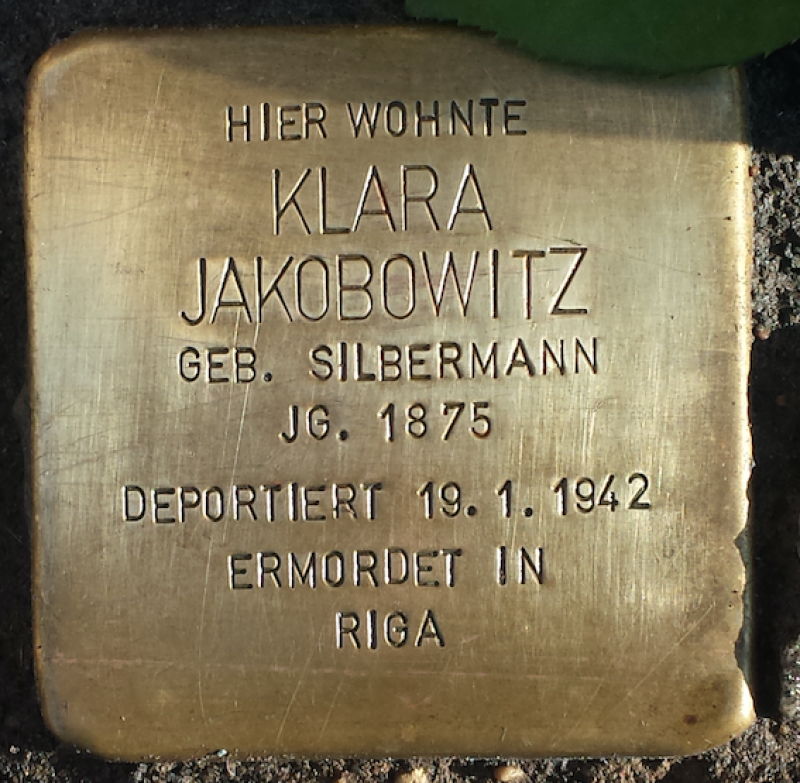 HIER WOHNTE
KLARA
JAKOBOWITZ
GEB. SILBERMANN
JG. 1875
DEPORTIERT 19.1.1942
ERMORDET IN
RIGA